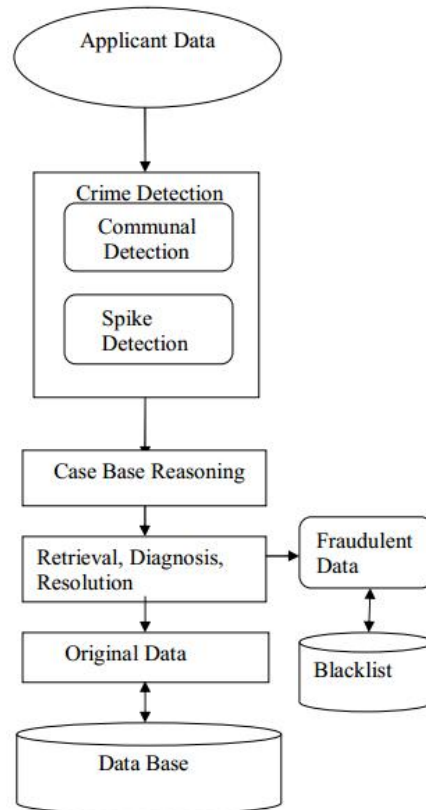 Applicant Data
Crime Detection
Communal
Detection
Spike
Detection
Case Base Reasoning
Retrieval, Diagnosis,
Resolution
Fraudulent
Data
Original Data
Blacklist
Data Base